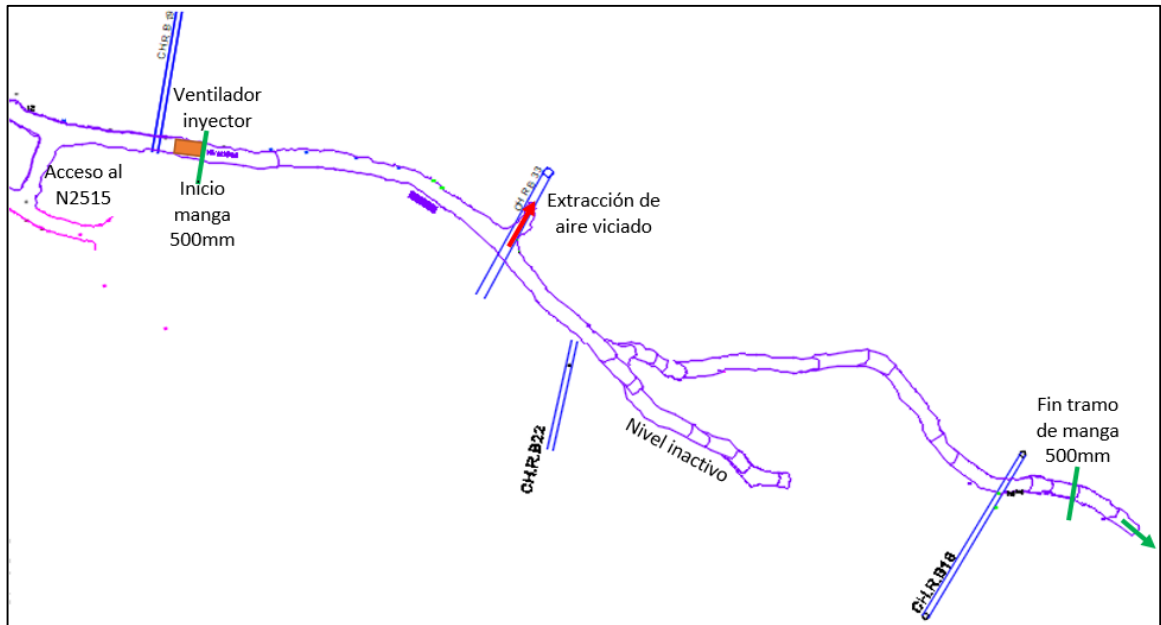 Ventilador
inyector
Acceso al
N2515
Inicio
manga
500mm
CH.R.B 33
Extracción de
aire viciado
CH.R.B22
Nivel inactivo
Fin tramo
de manga
500mm
CH.R.B18